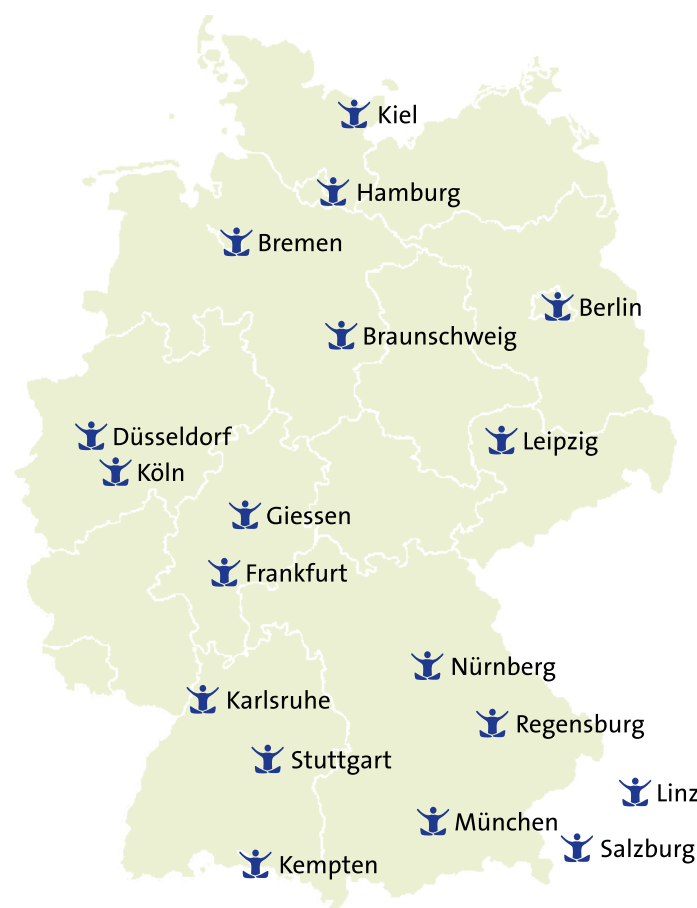 Kiel
Hamburg
Bremen
Berlin
Braunschweig
Düsseldorf
Leipzig
Köln
Giessen
Frankfurt
Nürnberg
Karlsruhe
Regensburg
Stuttgart
Linz
München
Salzburg
Kempten